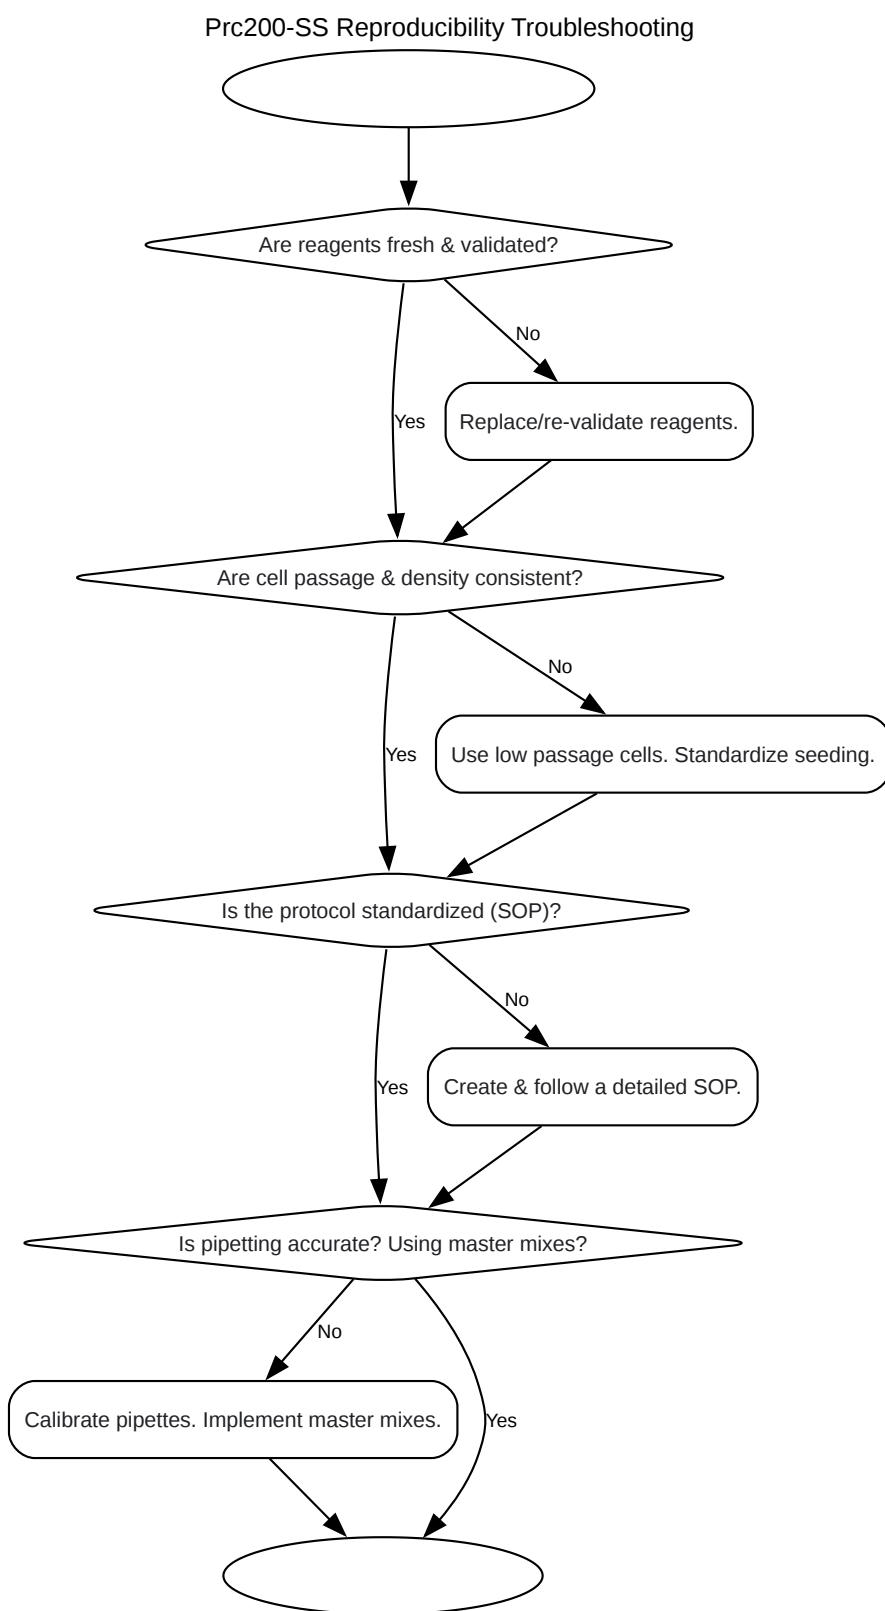 Prc200-SS Reproducibility Troubleshooting
Are reagents fresh & validated?
No
Yes
Replace/re-validate reagents.
Are cell passage & density consistent?
No
Yes
Use low passage cells. Standardize seeding.
Is the protocol standardized (SOP)?
No
Yes
Create & follow a detailed SOP.
Is pipetting accurate? Using master mixes?
No
Calibrate pipettes. Implement master mixes.
Yes